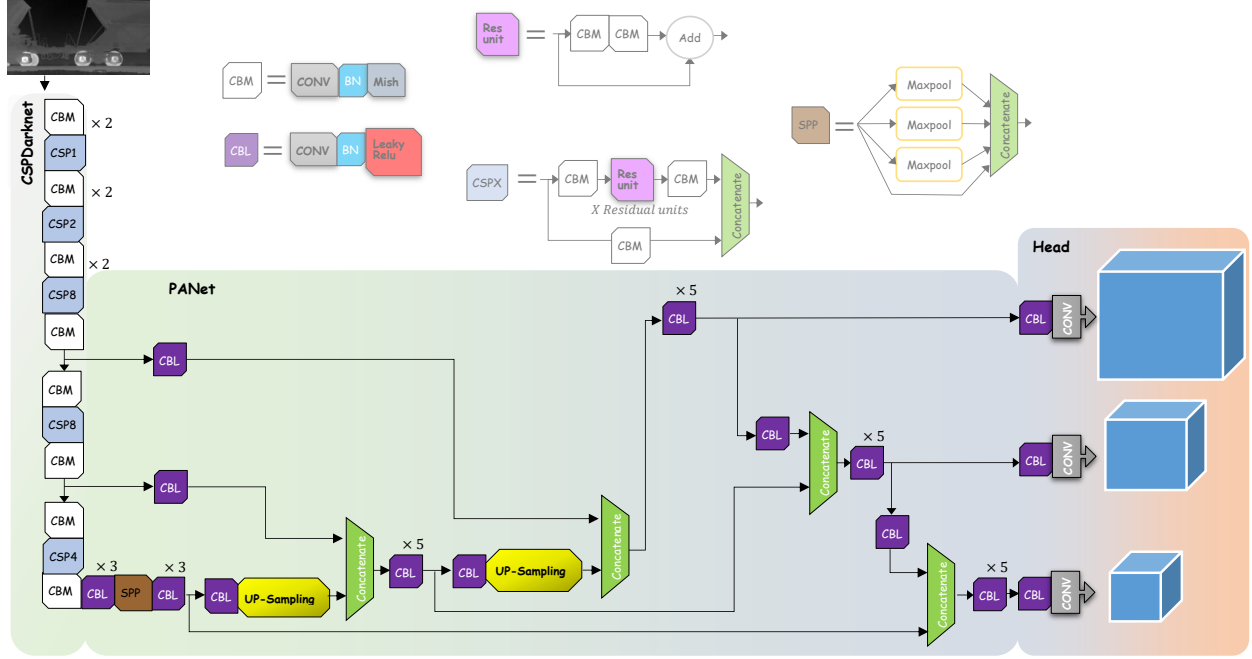 Res
unit
=
CBM
CBM
Add
CBM
=
CONV
BN
Mish
CBL
=
CONV
BN
Leaky
Relu
SPP
=
Maxpool
Maxpool
Maxpool
Concatenate
CSPX
=
CBM
Res
unit
CBM
X Residual units
CBM
Concatenate
CSPDarknet
CBM
× 2
CSP1
CBM
× 2
CSP2
CBM
× 2
CSP8
CBM
CBM
CSP8
CBM
CBM
CSP4
CBM
PANet
CBL
CBL
× 3
CBL
SPP
× 3
CBL
CBL
UP-Sampling
Concatenate
× 5
CBL
CBL
UP-Sampling
Concatenate
× 5
CBL
CBL
Concatenate
× 5
CBL
CBL
Concatenate
× 5
CBL
Head
CBL
CONV
CBL
CONV
CBL
CONV